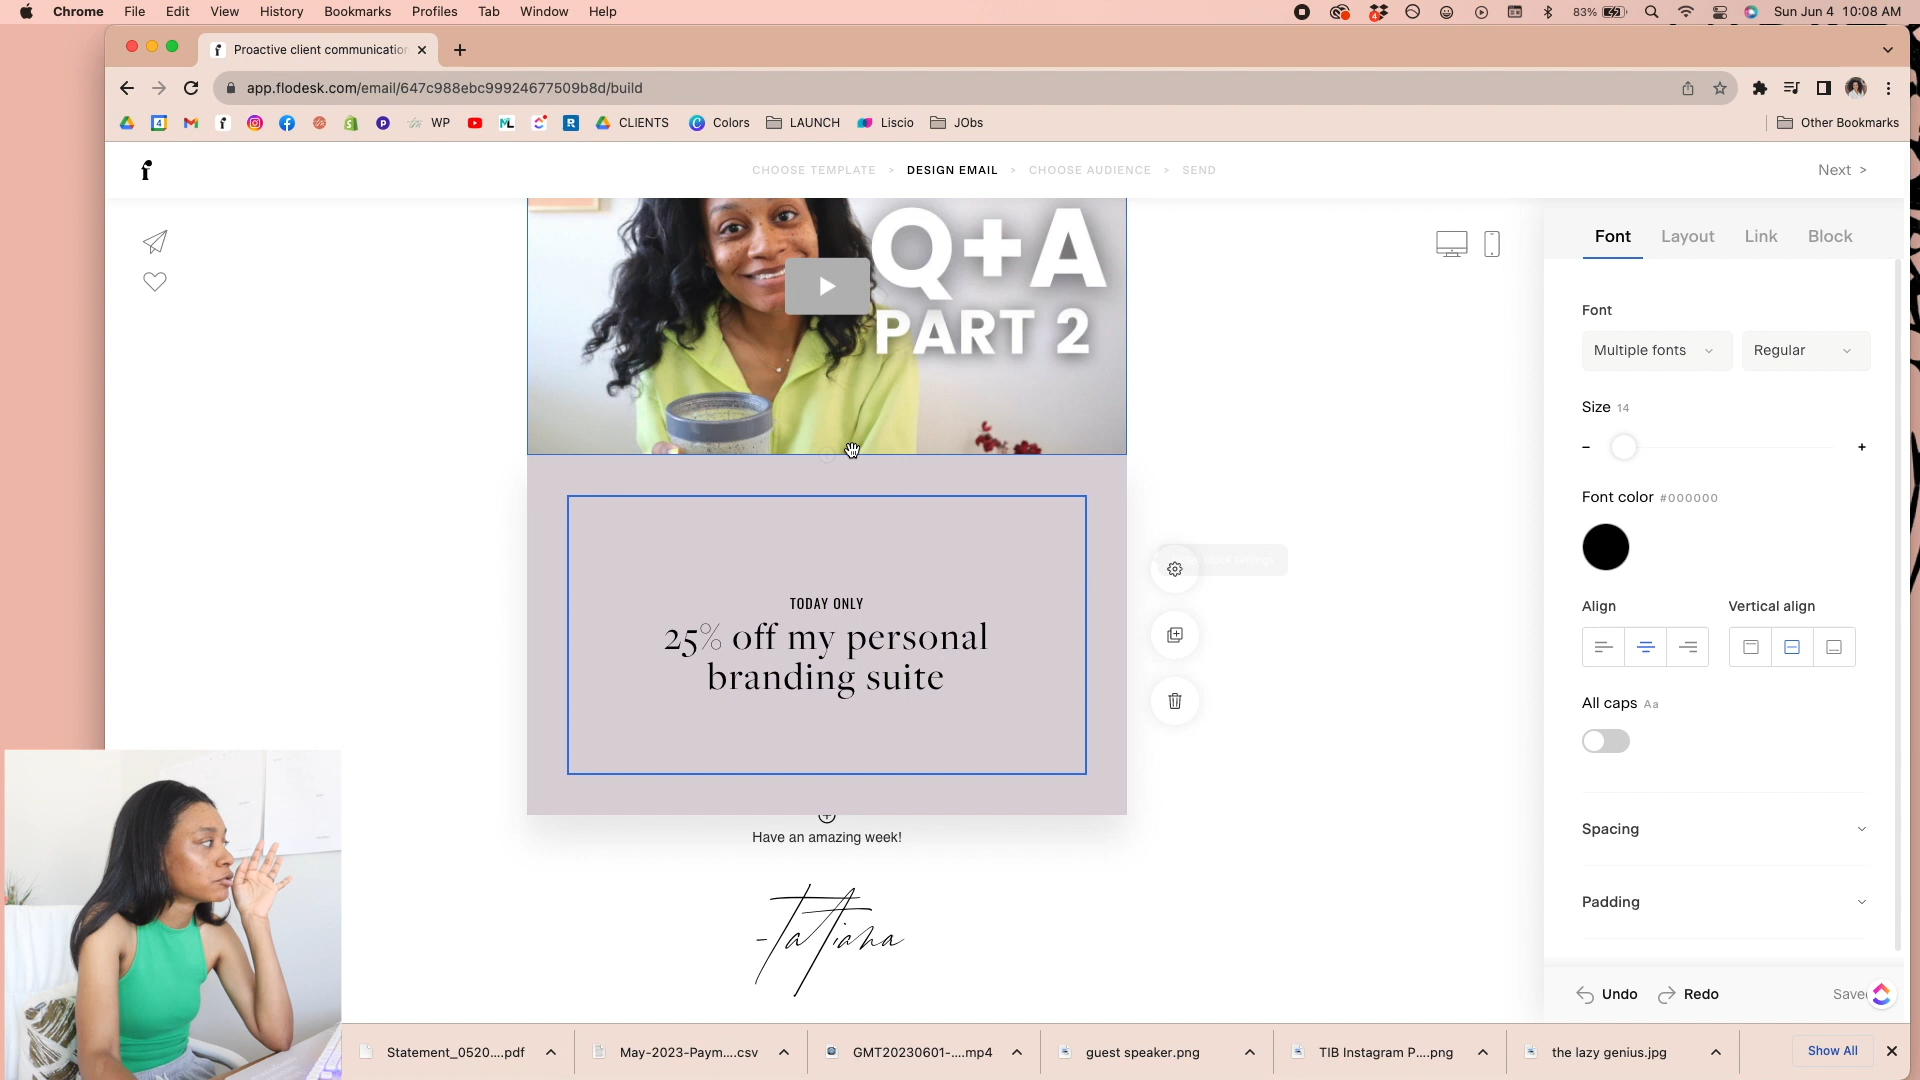 Chrome File Edit View History Bookmarks Profiles Tab Window Help
4
83%
Sun Jun 4 10:08 AM
Proactive client communication
app.flodesk.com/email/647c988ebc99924677509b8d/build
4
WP
CLIENTS
Colors
LAUNCH
Liscio
JObs
Other Bookmarks
CHOOSE TEMPLATE > DESIGN EMAIL > CHOOSE AUDIENCE > SEND
Next >
Q+A
PART 2
Font Layout Link Block
Font
Multiple fonts
Regular
Size 14
- +
Font color #000000
Align
Vertical align
All caps Aa
Spacing
Padding
Undo
Redo
Save
TODAY ONLY
25% off my personal
branding suite
Have an amazing week!
-Tatiana
Statement_0520....pdf
May-2023-Paym....csv
GMT20230601-....mp4
guest speaker.png
TIB Instagram P....png
the lazy genius.jpg
Show All